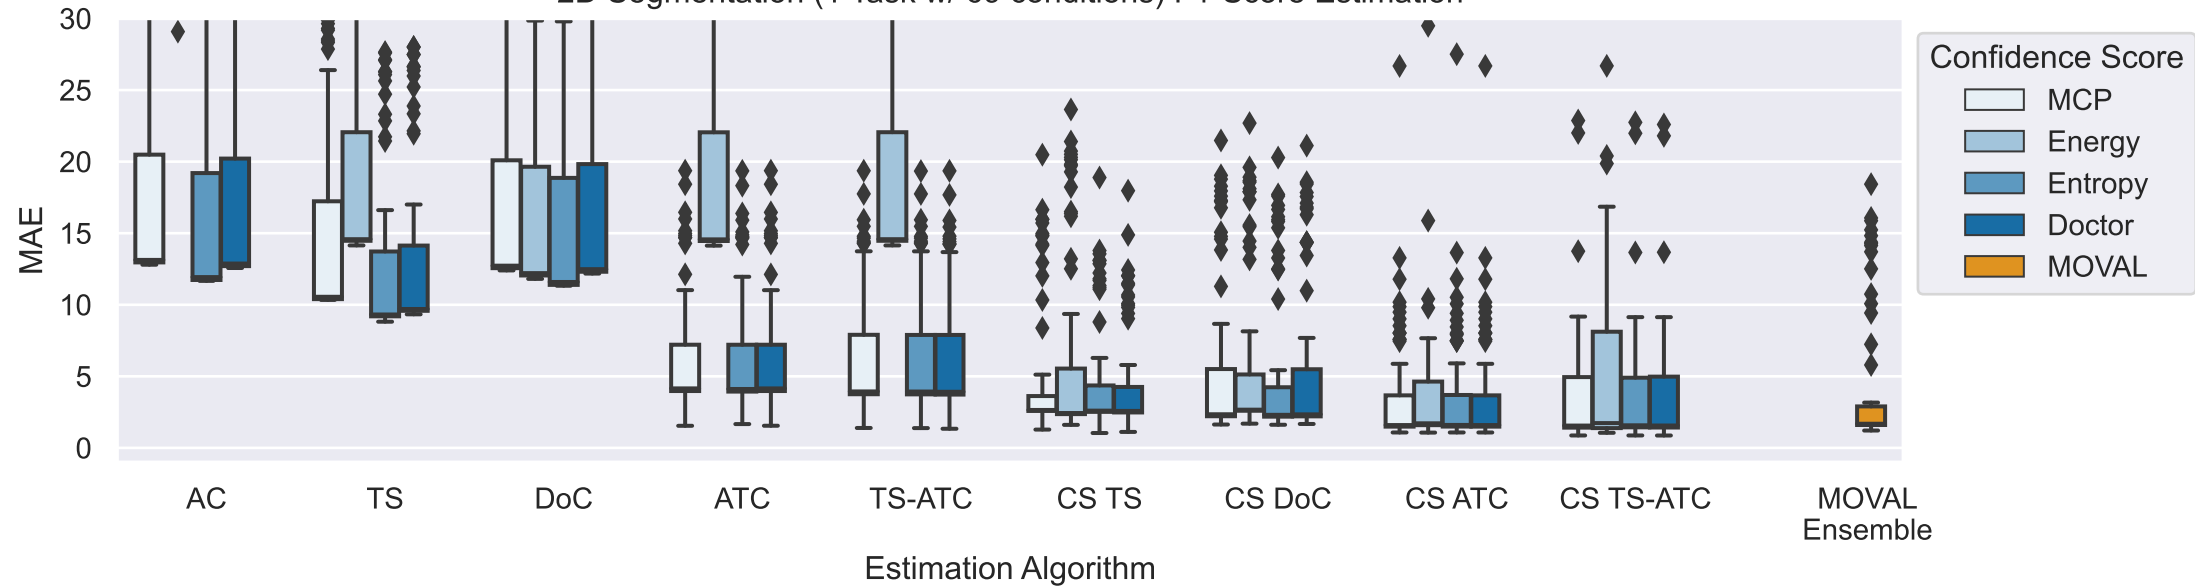 30
25
20
15
10
5
0
MAE
AC
TS
DoC
ATC
TS-ATC
CS TS
CS DoC
CS ATC
CS TS-ATC
MOVAL
Ensemble
Estimation Algorithm
Confidence Score
MCP
Energy
Entropy
Doctor
MOVAL